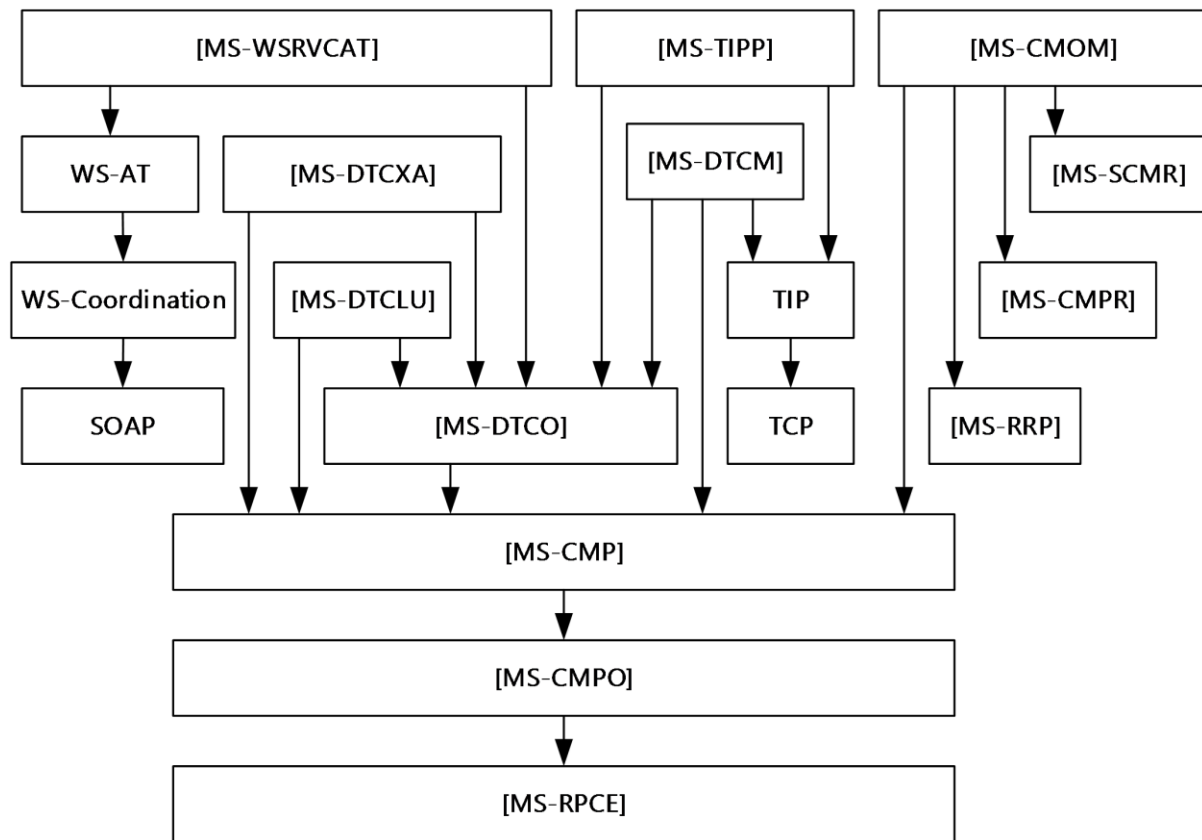 [MS-WSRVCAT]
[MS-TIPP]
[MS-CMOM]
WS-AT
[MS-DTCXA]
[MS-DTCM]
[MS-SCMR]
WS-Coordination
[MS-DTCLU]
TIP
[MS-CMPR]
SOAP
[MS-DTCO]
TCP
[MS-RRP]
[MS-CMP]
[MS-CMPO]
[MS-RPCE]